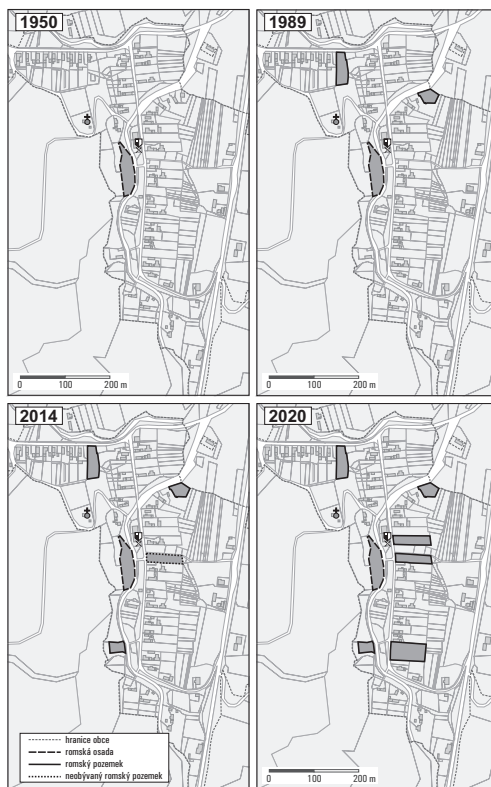 1950
0 100 200 m
1989
0 100 200 m
2014
hranice obce
romská osada
romský pozemek
neobývaný romský pozemek
2020
0 100 200 m